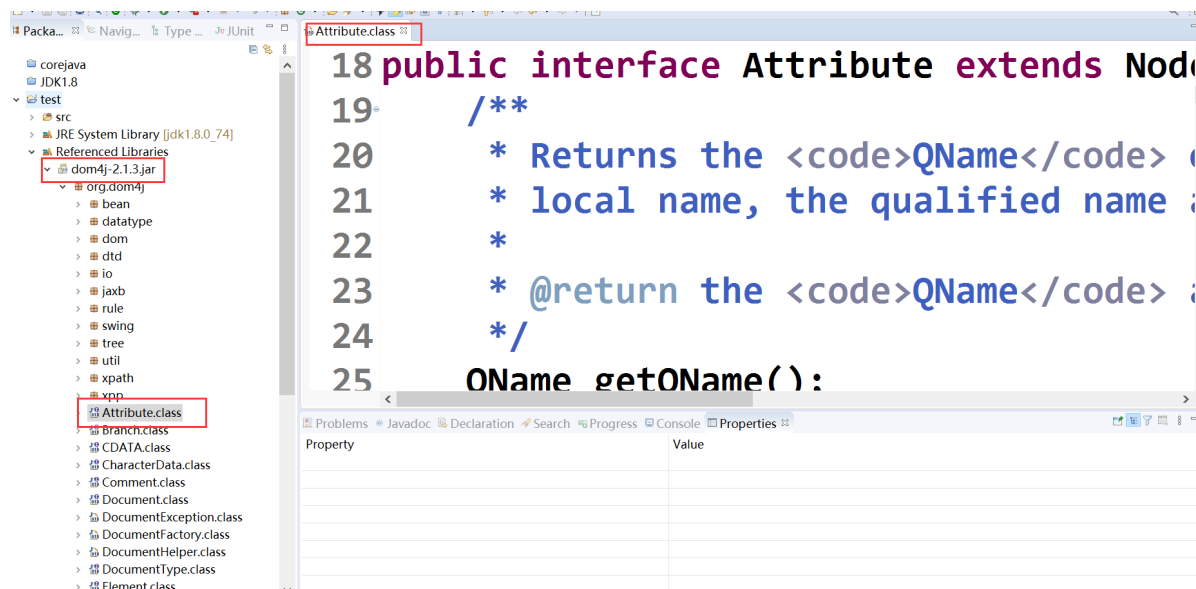 Packa... Navig... Type ... JUnit
corejava
JDK1.8
test
src
JRE System Library [jdk1.8.0_74]
Referenced Libraries
dom4j-2.1.3.jar
org.dom4j
bean
datatype
dom
dtd
io
jaxb
rule
swing
tree
util
xpath
xpp
Attribute.class
Branch.class
CDATA.class
CharacterData.class
Comment.class
Document.class
DocumentException.class
DocumentFactory.class
DocumentHelper.class
DocumentType.class
Element.class
Attribute.class
18 public interface Attribute extends Node
19 /**
20 * Returns the <code>QName</code>
21 * local name, the qualified name
22 *
23 * @return the <code>QName</code>
24 */
25 QName getQName();
Problems Javadoc Declaration Search Progress Console Properties
Property Value